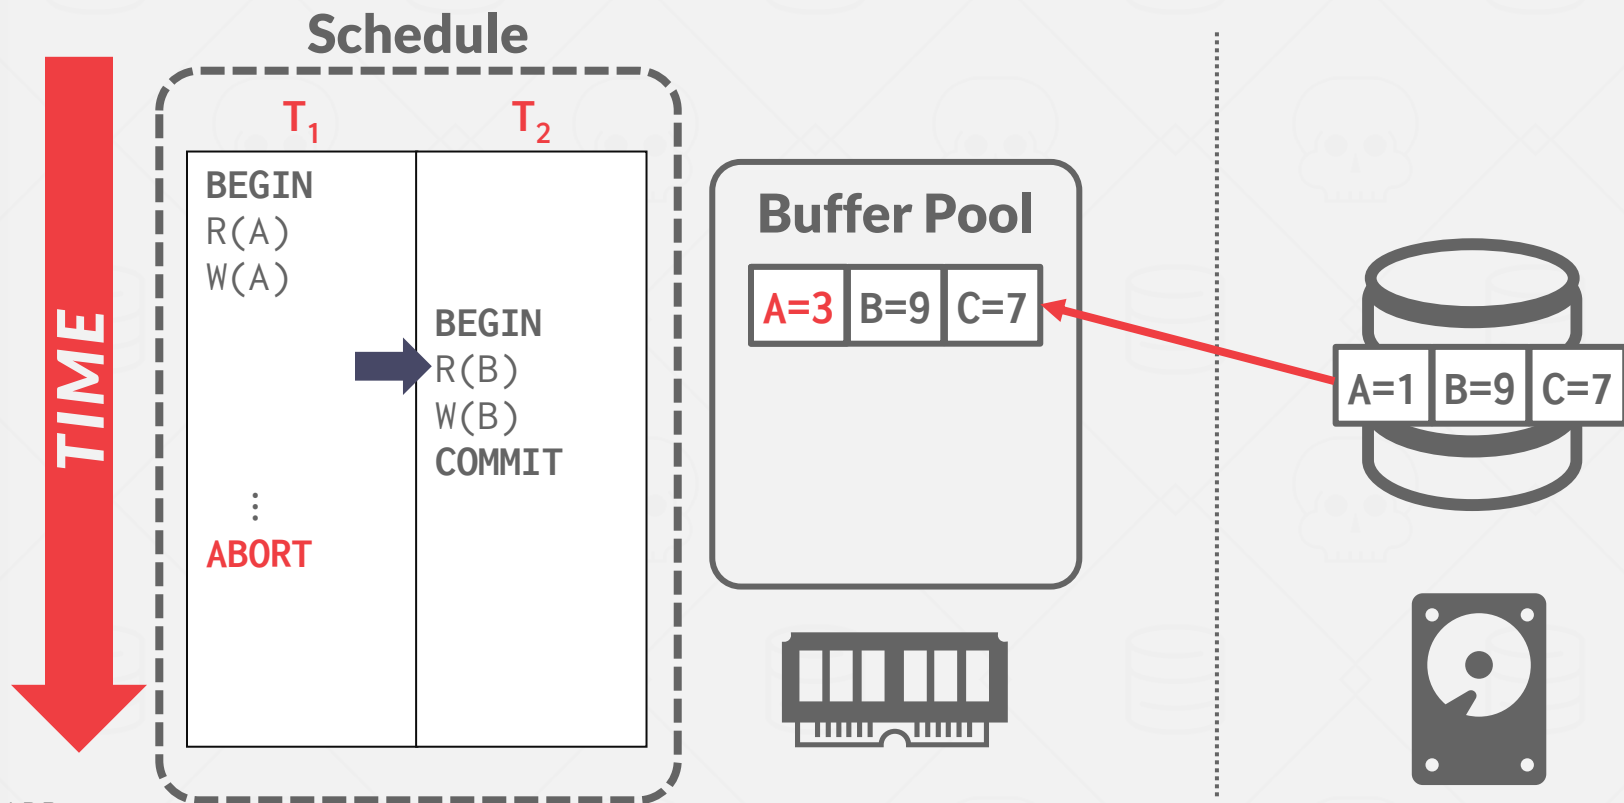 Schedule
TIME
T1 T2
BEGIN
R(A)
W(A)
BEGIN
R(B)
W(B)
COMMIT
⋮
ABORT
Buffer Pool
A=3 B=9 C=7
A=1 B=9 C=7